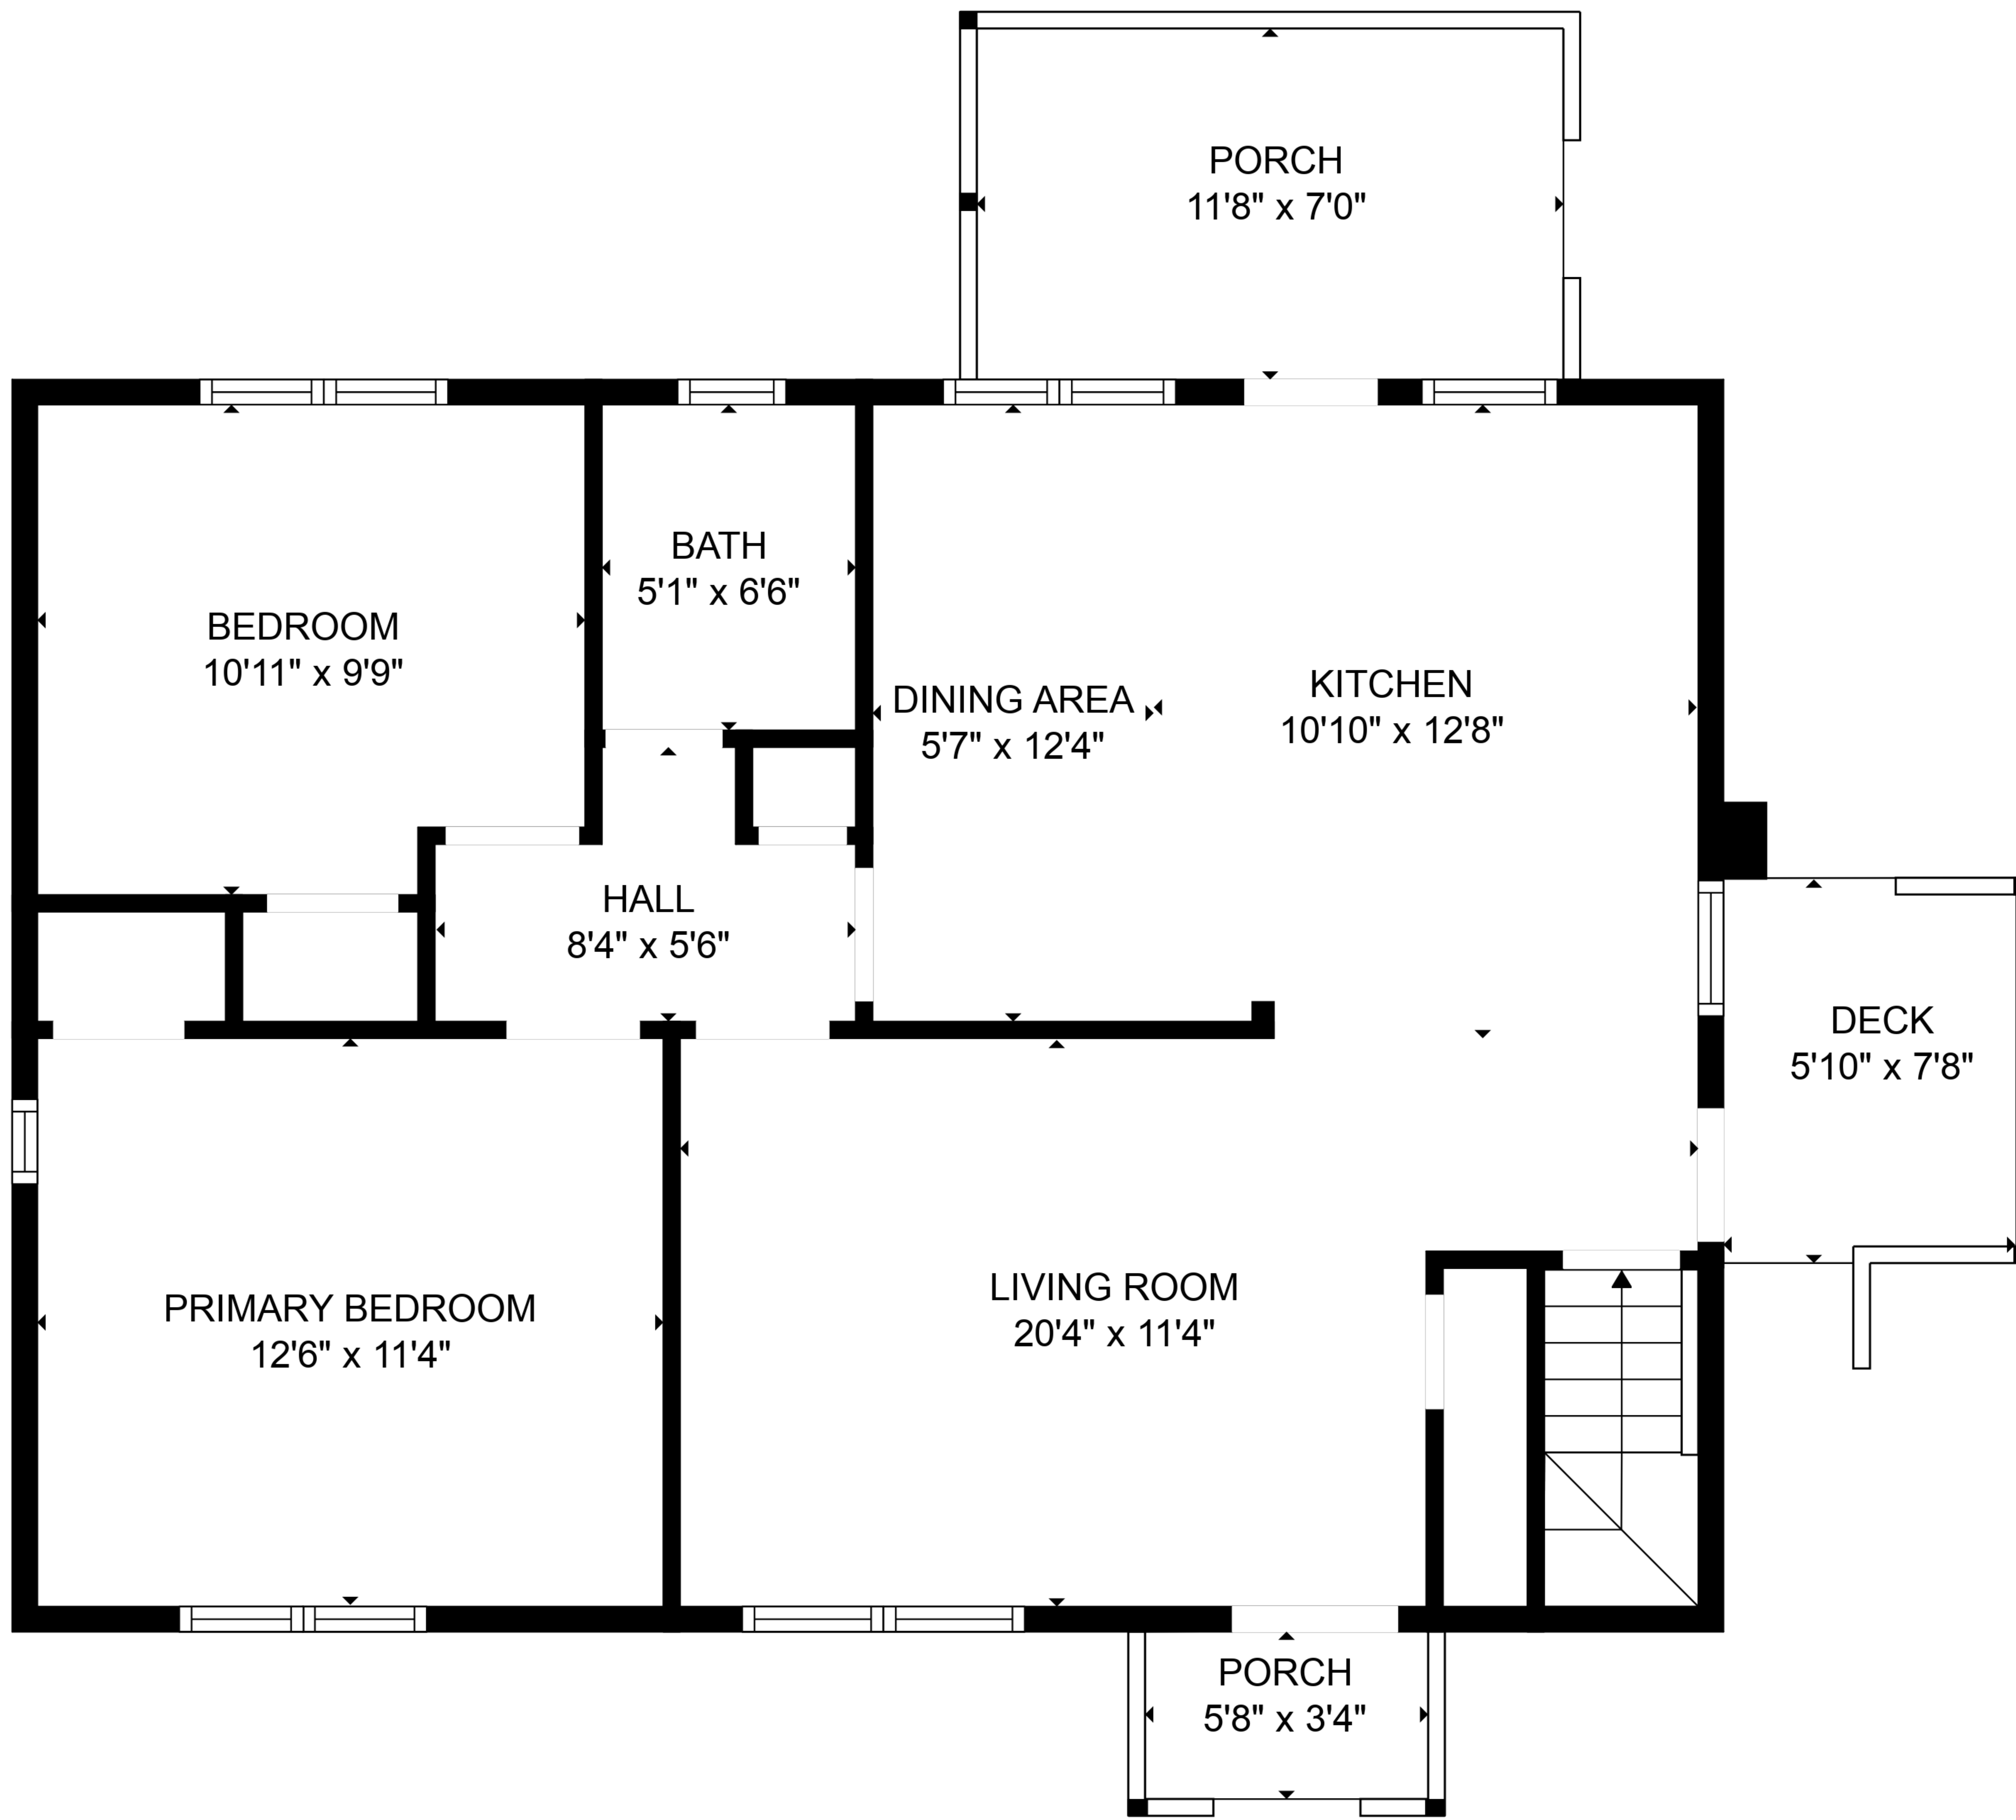 PORCH
11'8" x 7'0"
BATH
5'1" x 6'6"
BEDROOM
10'11" x 9'9"
DINING AREA
5'7" x 12'4"
KITCHEN
10'10" x 12'8"
HALL
8'4" x 5'6"
DECK
5'10" x 7'8"
PRIMARY BEDROOM
12'6" x 11'4"
LIVING ROOM
20'4" x 11'4"
PORCH
5'8" x 3'4"